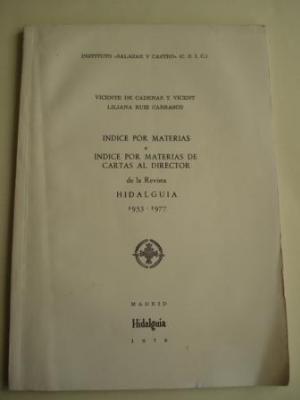 INSTITUTO «SALAZAR Y CASTRO» (C. S. I. C.)
VICENTE DE CADENAS Y VICENT
LILIANA RUIZ CARRASCO
INDICE POR MATERIAS
e
INDICE POR MATERIAS DE
CARTAS AL DIRECTOR
de la Revista
HIDALGUIA
1953 - 1977
MADRID
Hidalguia
1978